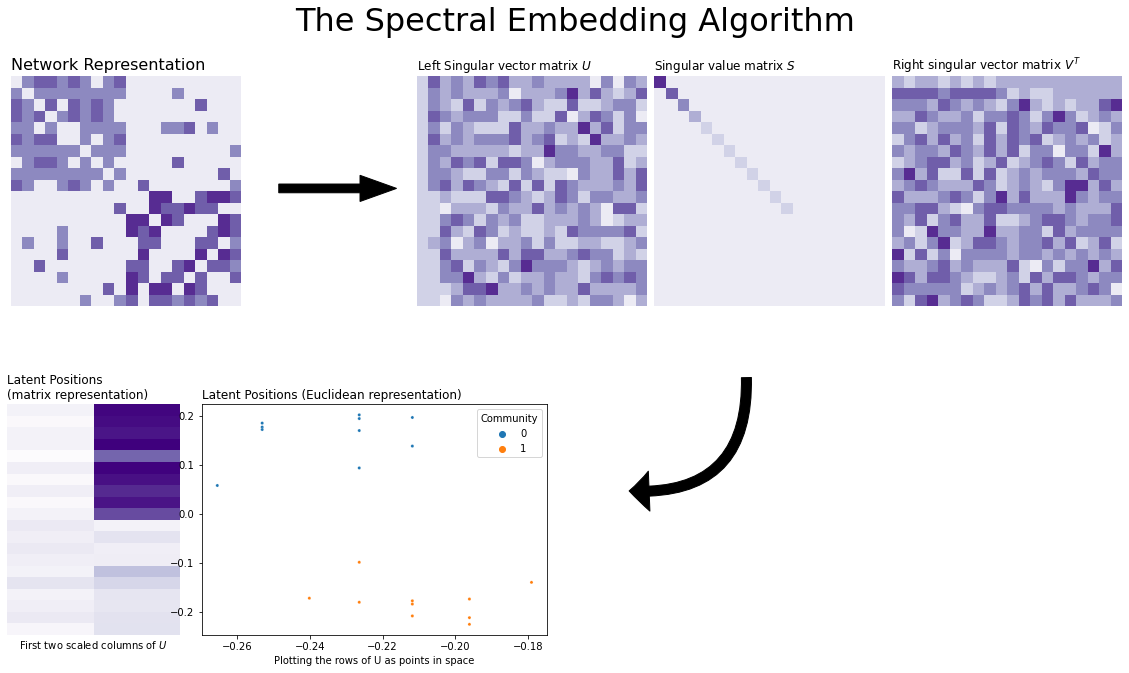 The Spectral Embedding Algorithm
Network Representation
Left Singular vector matrix U
Singular value matrix S
Right singular vector matrix V^T
Latent Positions
(matrix representation)
First two scaled columns of U
Latent Positions (Euclidean representation)
0.2
0.1
0.0
−0.1
−0.2
Community
0
1
−0.26
−0.24
−0.22
−0.20
−0.18
Plotting the rows of U as points in space